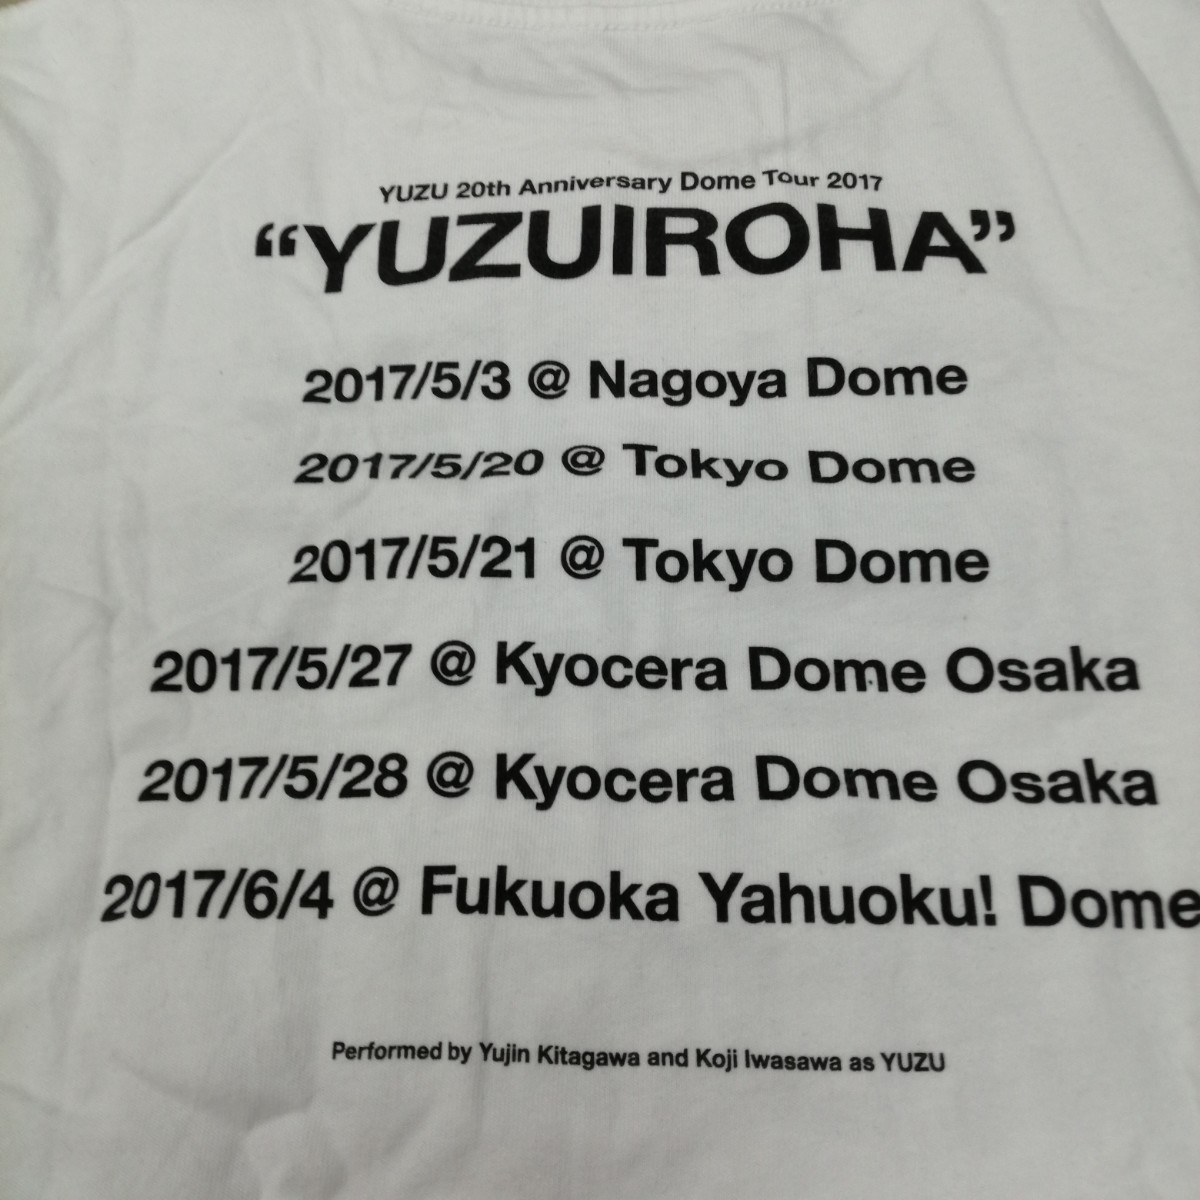 YUZU 20th Anniversary Dome Tour 2017
“YUZUIROHA”
2017/5/3 @ Nagoya Dome
2017/5/20 @ Tokyo Dome
2017/5/21 @ Tokyo Dome
2017/5/27 @ Kyocera Dome Osaka
2017/5/28 @ Kyocera Dome Osaka
2017/6/4 @ Fukuoka Yahuoku! Dome
Performed by Yujin Kitagawa and Koji Iwasawa as YUZU